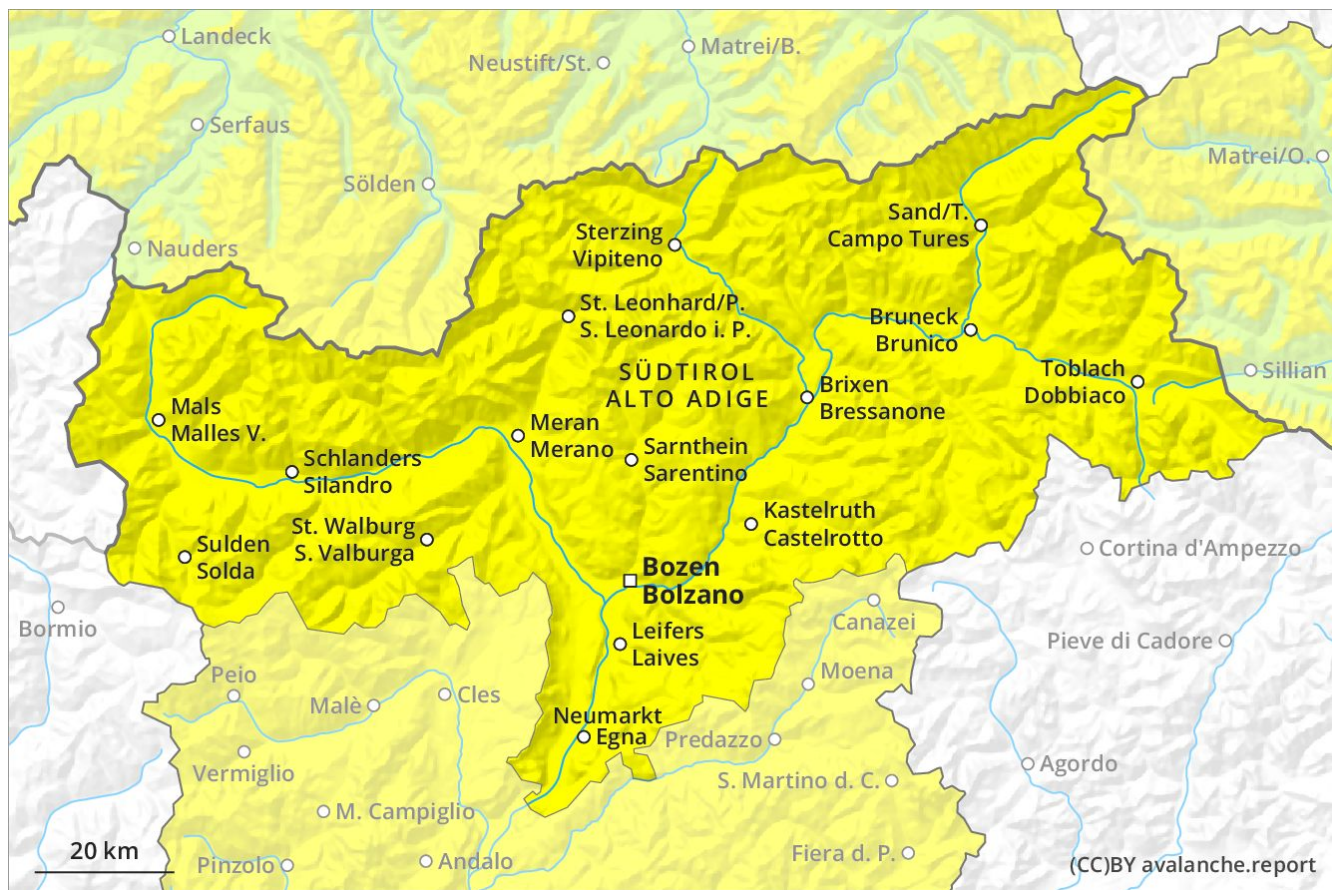 Landeck
Neustift/St.
Matrei/B.
Serfaus
Matrei/O.
Sölden
Nauders
Sterzing
Vipiteno
Sand/T.
Campo Tures
St. Leonhard/P.
S. Leonardo i. P.
Bruneck
Brunico
SÜDTIROL
ALTO ADIGE
Toblach
Dobbiaco
Sillian
Brixen
Bressanone
Mals
Malles V.
Meran
Merano
Schlanders
Silandro
Sarnthein
Sarentino
St. Walburg
S. Valburga
Kastelruth
Castelrotto
Sulden
Solda
Cortina d'Ampezzo
Bozen
Bolzano
Bormio
Leifers
Laives
Canazei
Pieve di Cadore
Peio
Malè
Cles
Moena
Neumarkt
Egna
Predazzo
Vermiglio
S. Martino d. C.
Agordo
M. Campiglio
20 km
Pinzolo
Andalo
Fiera d. P.
(CC)BY avalanche.report